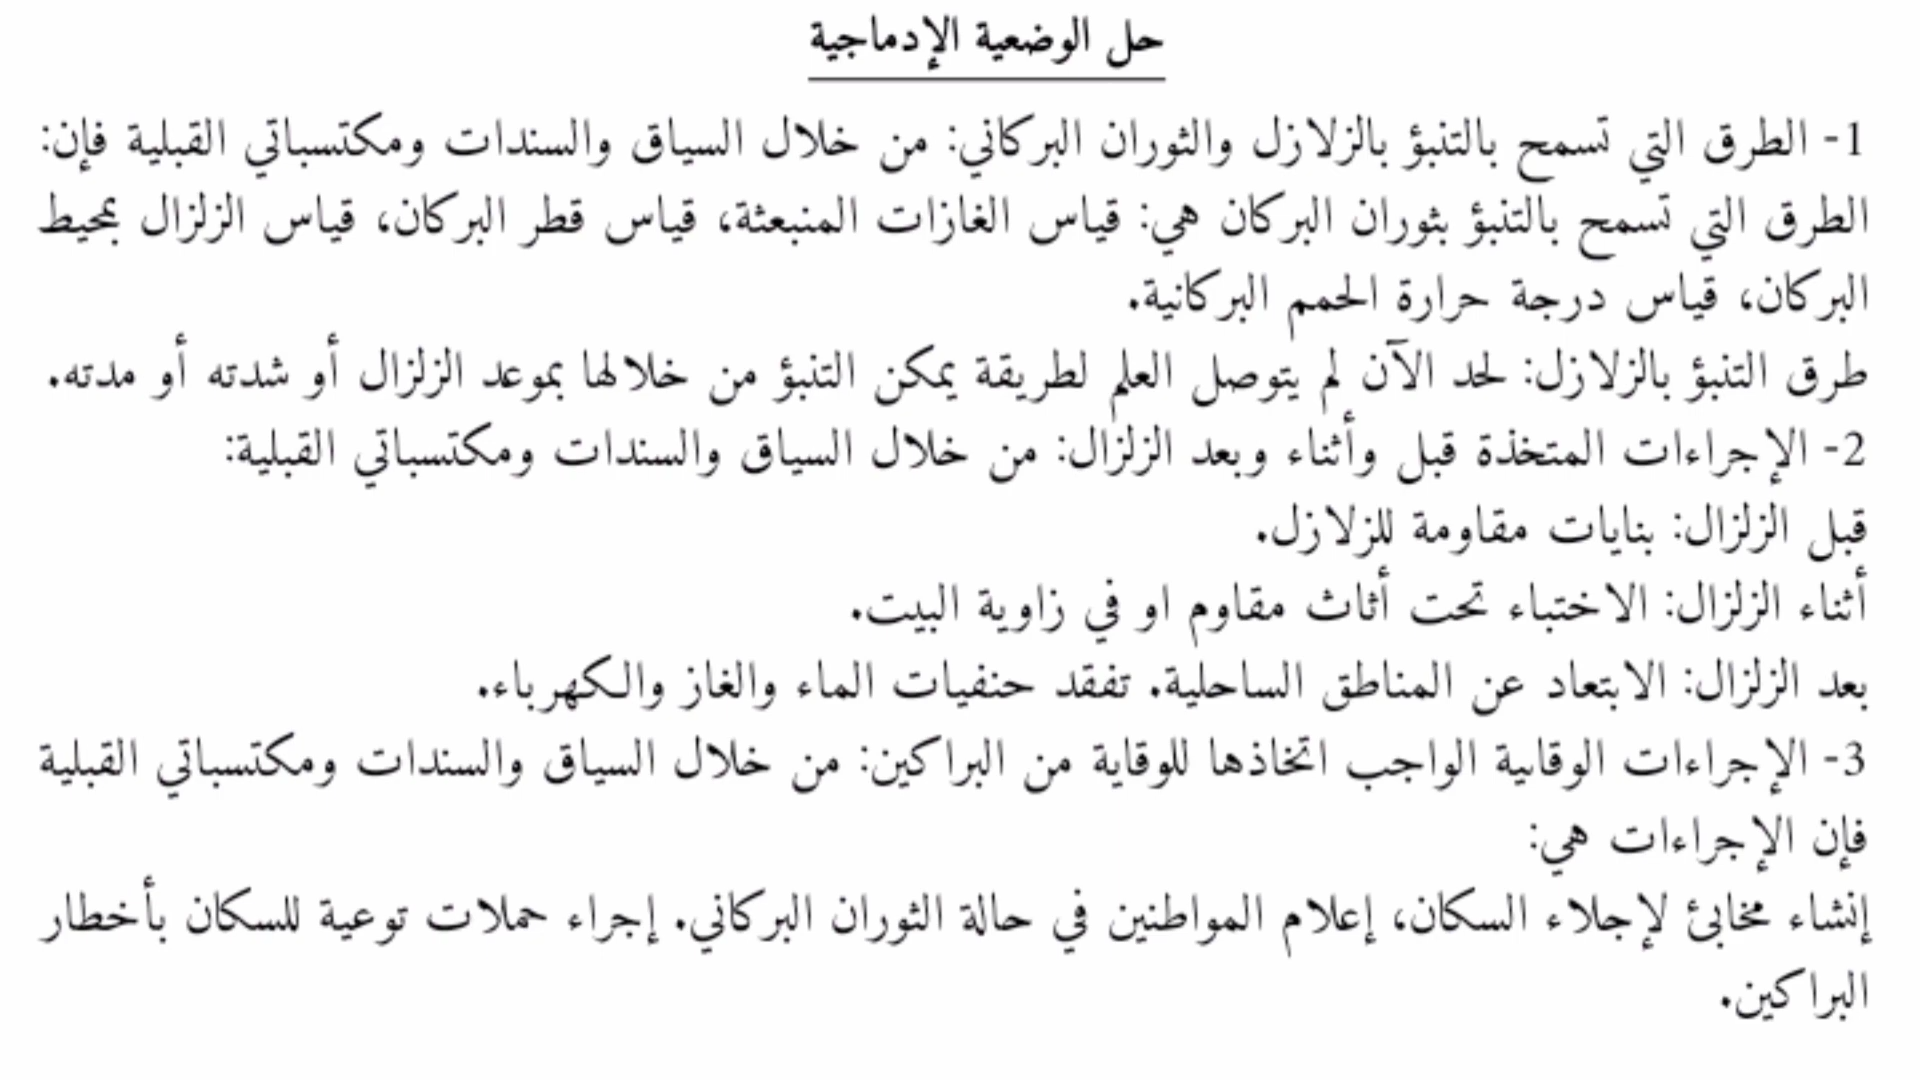 حل الوضعية الإدماجية
1- الطرق التي تسمح بالتنبؤ بالزلازل والثوران البركاني: من خلال السياق والسندات ومكتسباتي القبلية فإن:
الطرق التي تسمح بالتنبؤ بثوران البركان هي: قياس الغازات المنبعثة، قياس قطر البركان، قياس الزلزال بمحيط
البركان، قياس درجة حرارة الحمم البركانية.
طرق التنبؤ بالزلازل: لحد الآن لم يتوصل العلم لطريقة يمكن التنبؤ من خلالها بموعد الزلزال أو شدته أو مدته.
2- الإجراءات المتخذة قبل وأثناء وبعد الزلزال: من خلال السياق والسندات ومكتسباتي القبلية:
قبل الزلزال: بنايات مقاومة للزلازل.
أثناء الزلزال: الاختباء تحت أثاث مقاوم او في زاوية البيت.
بعد الزلزال: الابتعاد عن المناطق الساحلية. تفقد حنفيات الماء والغاز والكهرباء.
3- الإجراءات الوقاىية الواجب اتخاذها للوقاية من البراكين: من خلال السياق والسندات ومكتسباتي القبلية
فإن الإجراءات هي:
إنشاء مخابئ لإجلاء السكان، إعلام المواطنين في حالة الثوران البركاني. إجراء حملات توعية للسكان بأخطار
البراكين.